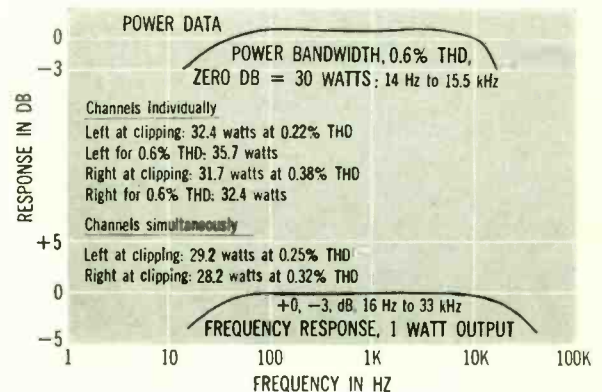 POWER DATA
0
POWER BANDWIDTH, 0.6% THD,
−3
ZERO DB = 30 WATTS; 14 Hz to 15.5 kHz
Channels individually
Left at clipping: 32.4 watts at 0.22% THD
Left for 0.6% THD: 35.7 watts
Right at clipping: 31.7 watts at 0.38% THD
Right for 0.6% THD: 32.4 watts
RESPONSE IN DB
Channels simultaneously
+5
Left at clipping: 29.2 watts at 0.25% THD
Right at clipping: 28.2 watts at 0.32% THD
0
+0, −3, dB, 16 Hz to 33 kHz
FREQUENCY RESPONSE, 1 WATT OUTPUT
−5
1 10 100 1K 10K 100K
FREQUENCY IN HZ